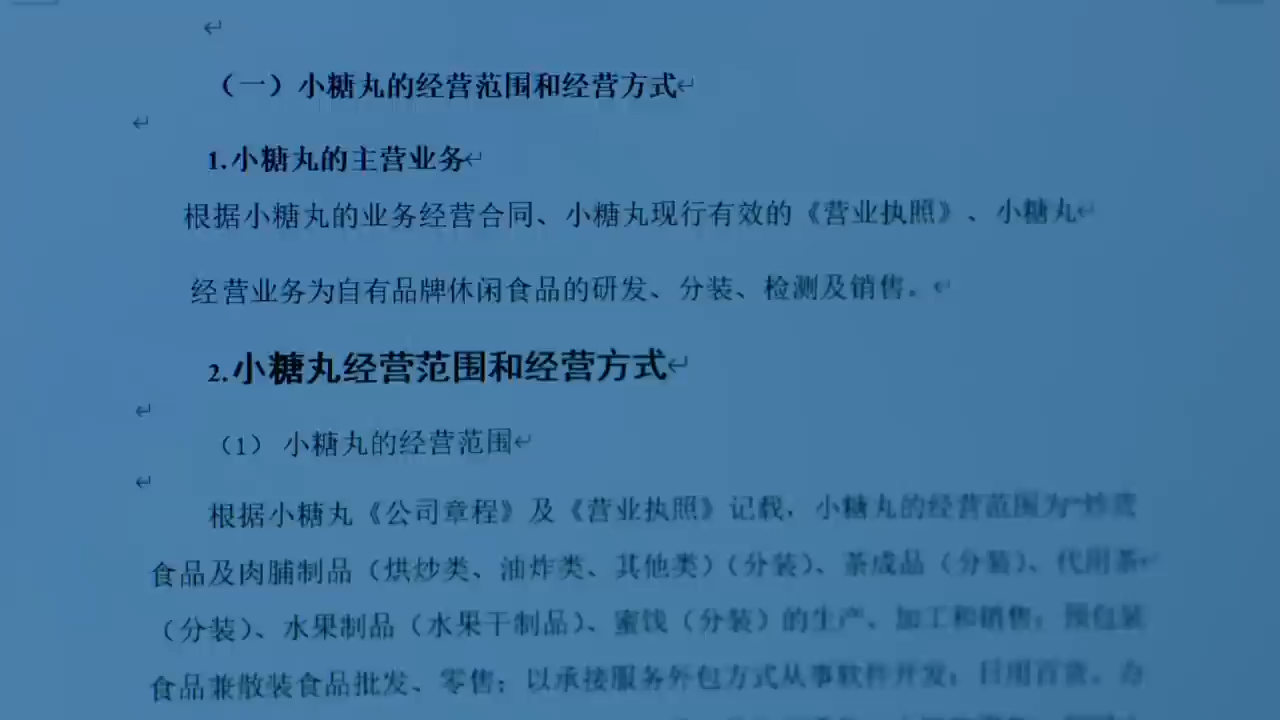 （一）小糖丸的经营范围和经营方式
1.小糖丸的主营业务
根据小糖丸的业务经营合同、小糖丸现行有效的《营业执照》、小糖丸
经营业务为自有品牌休闲食品的研发、分装、检测及销售。
2.小糖丸经营范围和经营方式
（1） 小糖丸的经营范围
根据小糖丸《公司章程》及《营业执照》记载，小糖丸的经营范围为“炒货
食品及肉脯制品（烘炒类、油炸类、其他类）（分装）、茶成品（分装）、代用茶
（分装）、水果制品（水果干制品）、蜜饯（分装）的生产、加工和销售；预包装
食品兼散装食品批发、零售；以承接服务外包方式从事软件开发；日用百货、办